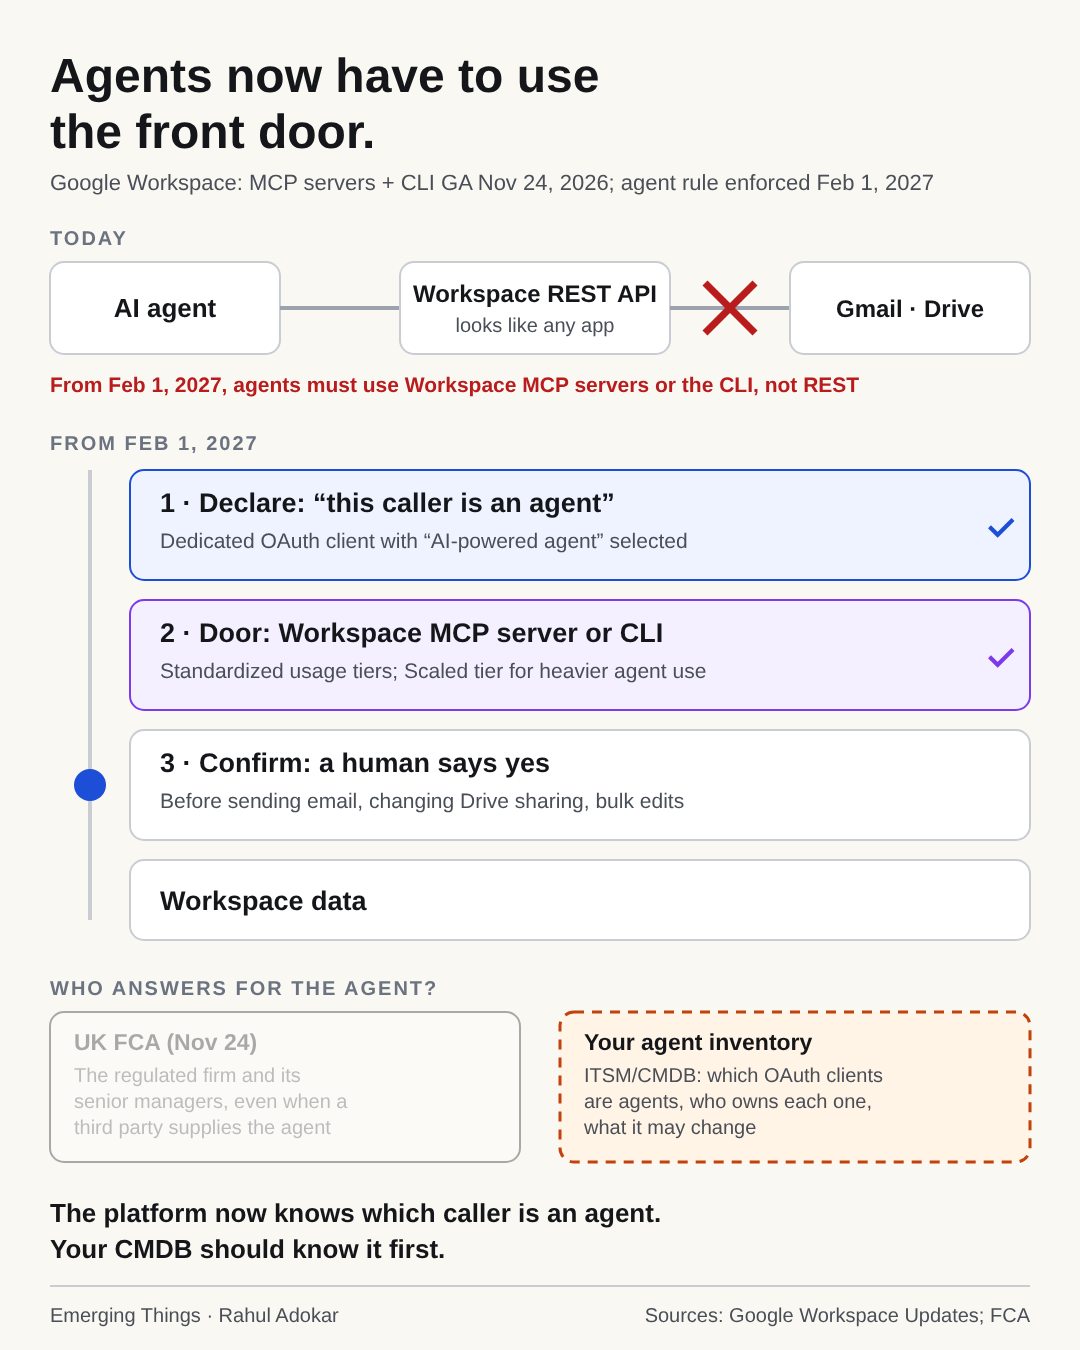 Agents now have to use
the front door.
Google Workspace: MCP servers + CLI GA Nov 24, 2026; agent rule enforced Feb 1, 2027
TODAY
AI agent
Workspace REST API
looks like any app
Gmail · Drive
From Feb 1, 2027, agents must use Workspace MCP servers or the CLI, not REST
FROM FEB 1, 2027
1 · Declare: “this caller is an agent”
Dedicated OAuth client with “AI-powered agent” selected
2 · Door: Workspace MCP server or CLI
Standardized usage tiers; Scaled tier for heavier agent use
3 · Confirm: a human says yes
Before sending email, changing Drive sharing, bulk edits
Workspace data
WHO ANSWERS FOR THE AGENT?
UK FCA (Nov 24)
The regulated firm and its
senior managers, even when a
third party supplies the agent
Your agent inventory
ITSM/CMDB: which OAuth clients
are agents, who owns each one,
what it may change
The platform now knows which caller is an agent.
Your CMDB should know it first.
Emerging Things · Rahul Adokar
Sources: Google Workspace Updates; FCA